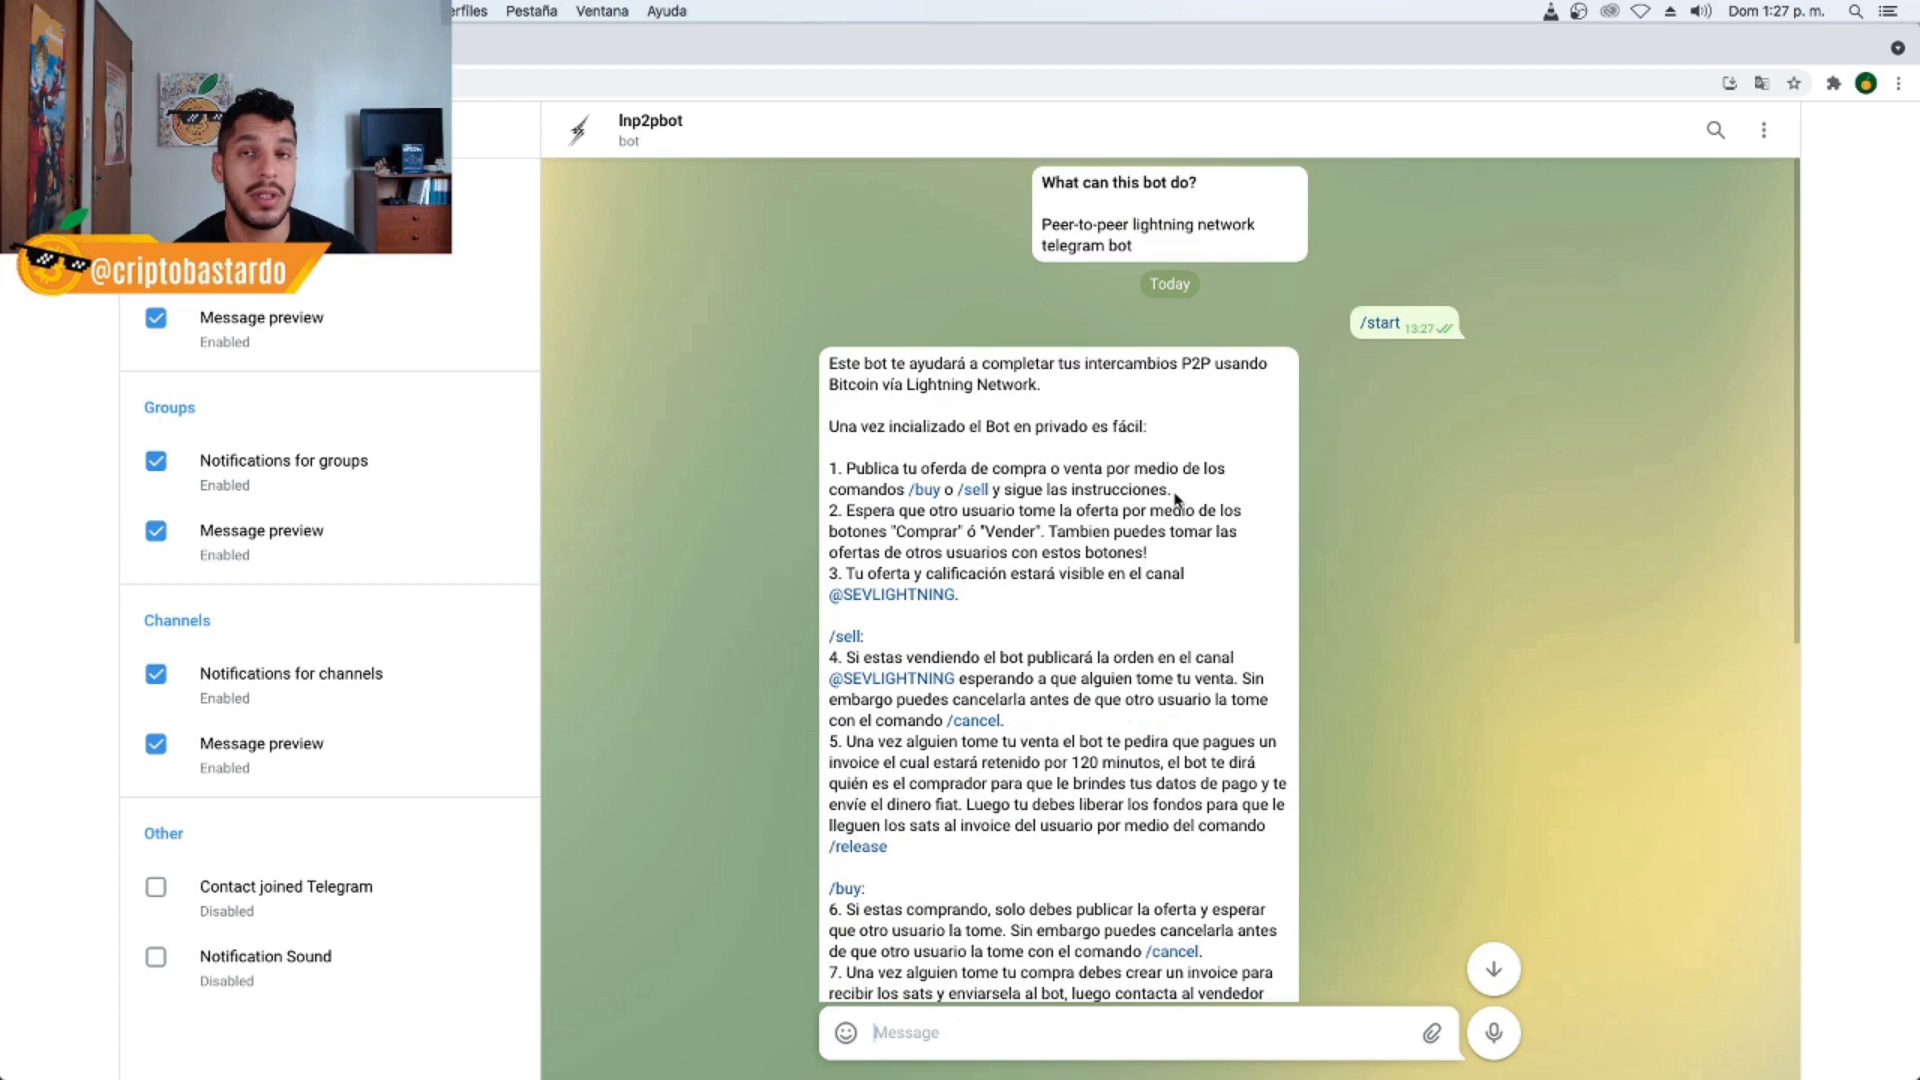 erfiles Pestaña Ventana Ayuda
Dom 1:27 p. m.
@criptobastardo
Message preview
Enabled
Groups
Notifications for groups
Enabled
Message preview
Enabled
Channels
Notifications for channels
Enabled
Message preview
Enabled
Other
Contact joined Telegram
Disabled
Notification Sound
Disabled
lnp2pbot
bot
What can this bot do?
Peer-to-peer lightning network
telegram bot
Today
/start 13:27
Este bot te ayudará a completar tus intercambios P2P usando
Bitcoin vía Lightning Network.
Una vez incializado el Bot en privado es fácil:
1. Publica tu oferda de compra o venta por medio de los
comandos /buy o /sell y sigue las instrucciones.
2. Espera que otro usuario tome la oferta por medio de los
botones "Comprar" ó "Vender". Tambien puedes tomar las
ofertas de otros usuarios con estos botones!
3. Tu oferta y calificación estará visible en el canal
@SEVLIGHTNING.
/sell:
4. Si estas vendiendo el bot publicará la orden en el canal
@SEVLIGHTNING esperando a que alguien tome tu venta. Sin
embargo puedes cancelarla antes de que otro usuario la tome
con el comando /cancel.
5. Una vez alguien tome tu venta el bot te pedira que pagues un
invoice el cual estará retenido por 120 minutos, el bot te dirá
quién es el comprador para que le brindes tus datos de pago y te
envíe el dinero fiat. Luego tu debes liberar los fondos para que le
lleguen los sats al invoice del usuario por medio del comando
/release
/buy:
6. Si estas comprando, solo debes publicar la oferta y esperar
que otro usuario la tome. Sin embargo puedes cancelarla antes
de que otro usuario la tome con el comando /cancel.
7. Una vez alguien tome tu compra debes crear un invoice para
recibir los sats y enviarsela al bot, luego contacta al vendedor
Message